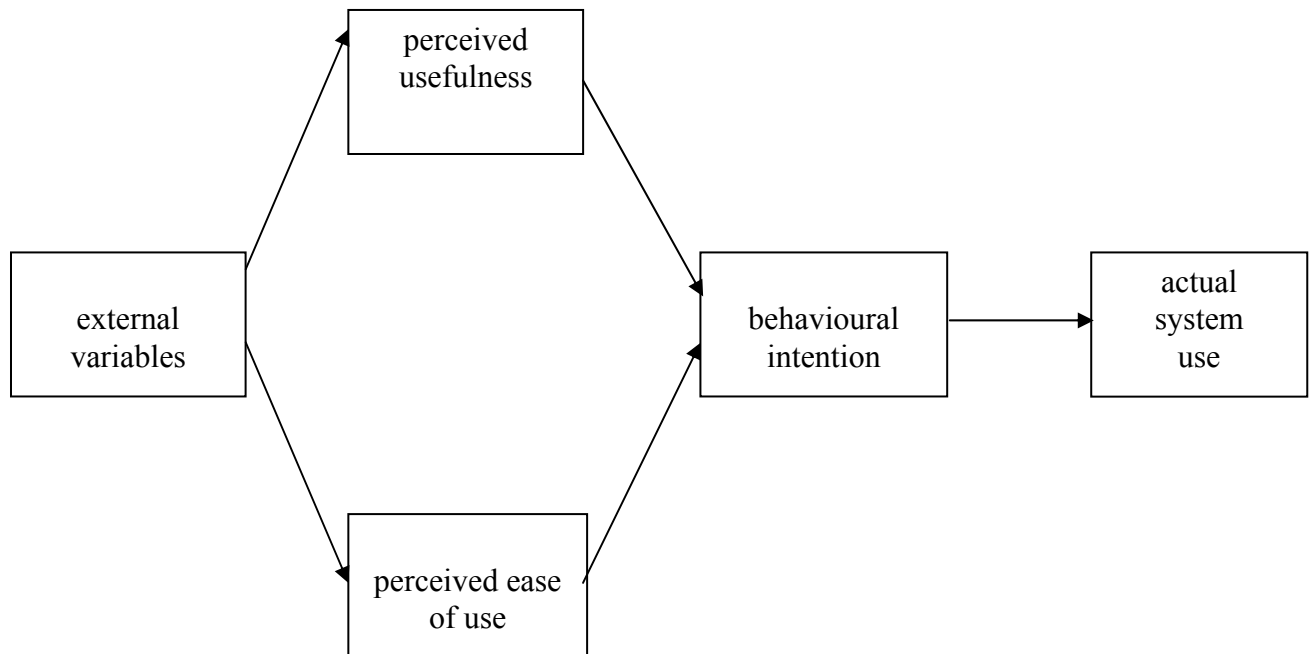 perceived
usefulness
external
variables
behavioural
intention
actual
system
use
perceived ease
of use